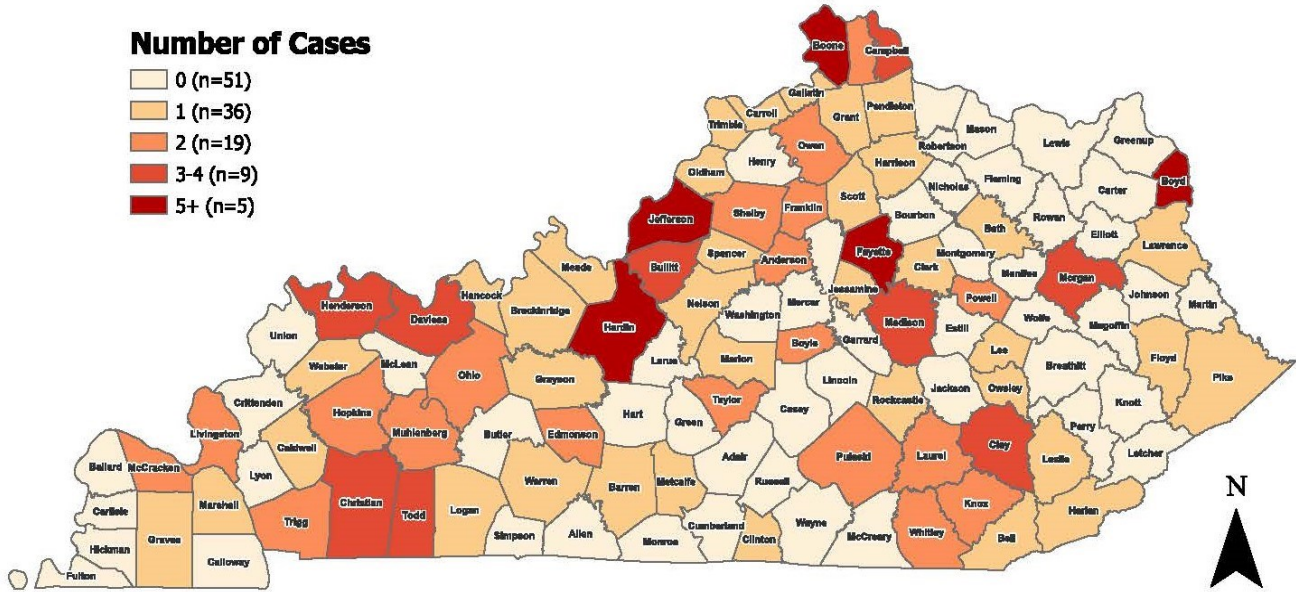 Number of Cases
0 (n=51)
1 (n=36)
2 (n=19)
3-4 (n=9)
5+ (n=5)
Boone
Campbell
Gallatin
Carroll
Trimble
Grant
Pendleton
Owen
Henry
Oldham
Harrison
Robertson
Mason
Lewis
Greenup
Boyd
Carter
Fleming
Nicholas
Rowan
Elliott
Lawrence
Jefferson
Shelby
Franklin
Scott
Bourbon
Bath
Montgomery
Fayette
Clark
Menifee
Morgan
Johnson
Martin
Spencer
Anderson
Bullitt
Jessamine
Powell
Meade
Hancock
Breckinridge
Hardin
Nelson
Washington
Mercer
Madison
Estill
Wolfe
Magoffin
Henderson
Daviess
Union
Webster
McLean
Ohio
Grayson
Larue
Marion
Boyle
Garrard
Lee
Breathitt
Floyd
Pike
Crittenden
Hopkins
Muhlenberg
Butler
Edmonson
Hart
Green
Taylor
Casey
Lincoln
Rockcastle
Jackson
Owsley
Knott
Perry
Letcher
Livingston
Caldwell
Lyon
Ballard
McCracken
Carlisle
Marshall
Graves
Hickman
Fulton
Calloway
Trigg
Christian
Todd
Logan
Simpson
Warren
Allen
Barren
Metcalfe
Monroe
Adair
Russell
Cumberland
Clinton
Wayne
Pulaski
McCreary
Laurel
Whitley
Knox
Clay
Leslie
Bell
Harlan
N